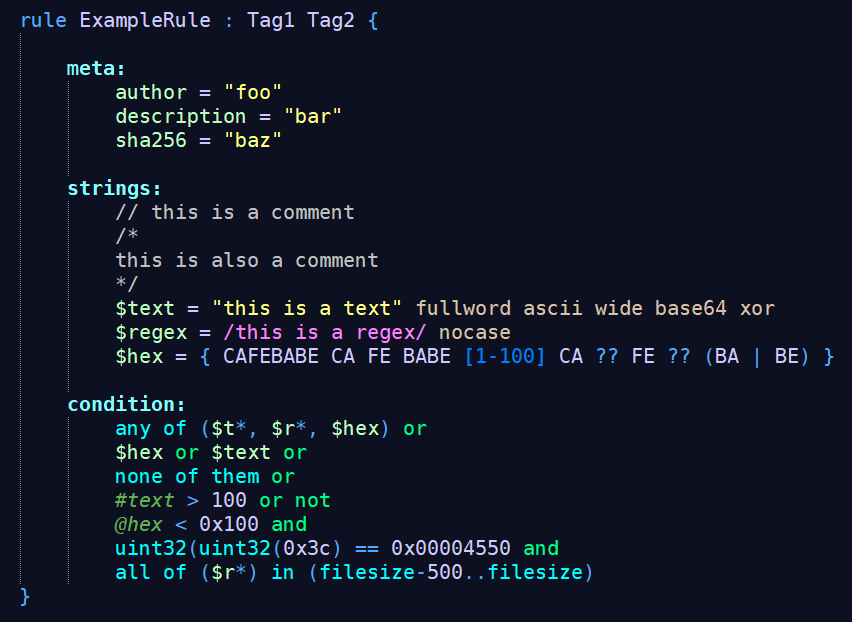 rule ExampleRule : Tag1 Tag2 {
meta:
author = "foo"
description = "bar"
sha256 = "baz"
strings:
// this is a comment
/*
this is also a comment
*/
$text = "this is a text" fullword ascii wide base64 xor
$regex = /this is a regex/ nocase
$hex = { CAFEBABE CA FE BABE [1-100] CA ?? FE ?? (BA | BE) }
condition:
any of ($t*, $r*, $hex) or
$hex or $text or
none of them or
#text > 100 or not
@hex < 0x100 and
uint32(uint32(0x3c) == 0x00004550 and
all of ($r*) in (filesize-500..filesize)
}